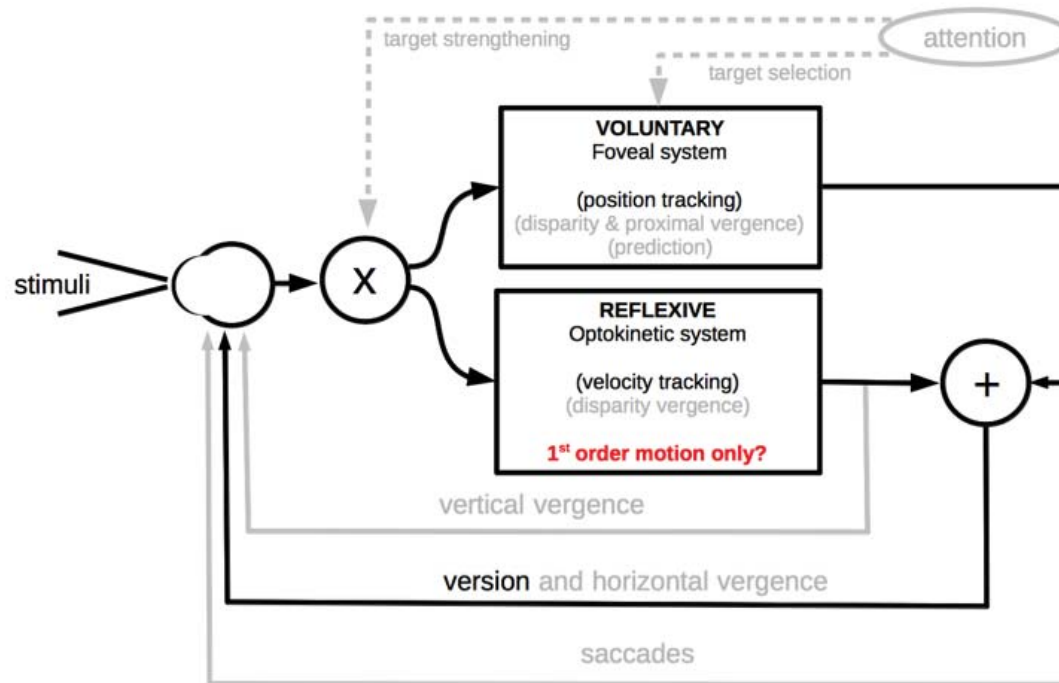 attention
target strengthening
target selection
VOLUNTARY
Foveal system
(position tracking)
(disparity & proximal vergence)
(prediction)
stimuli
X
REFLEXIVE
Optokinetic system
(velocity tracking)
(disparity vergence)
1st order motion only?
+
vertical vergence
version and horizontal vergence
saccades